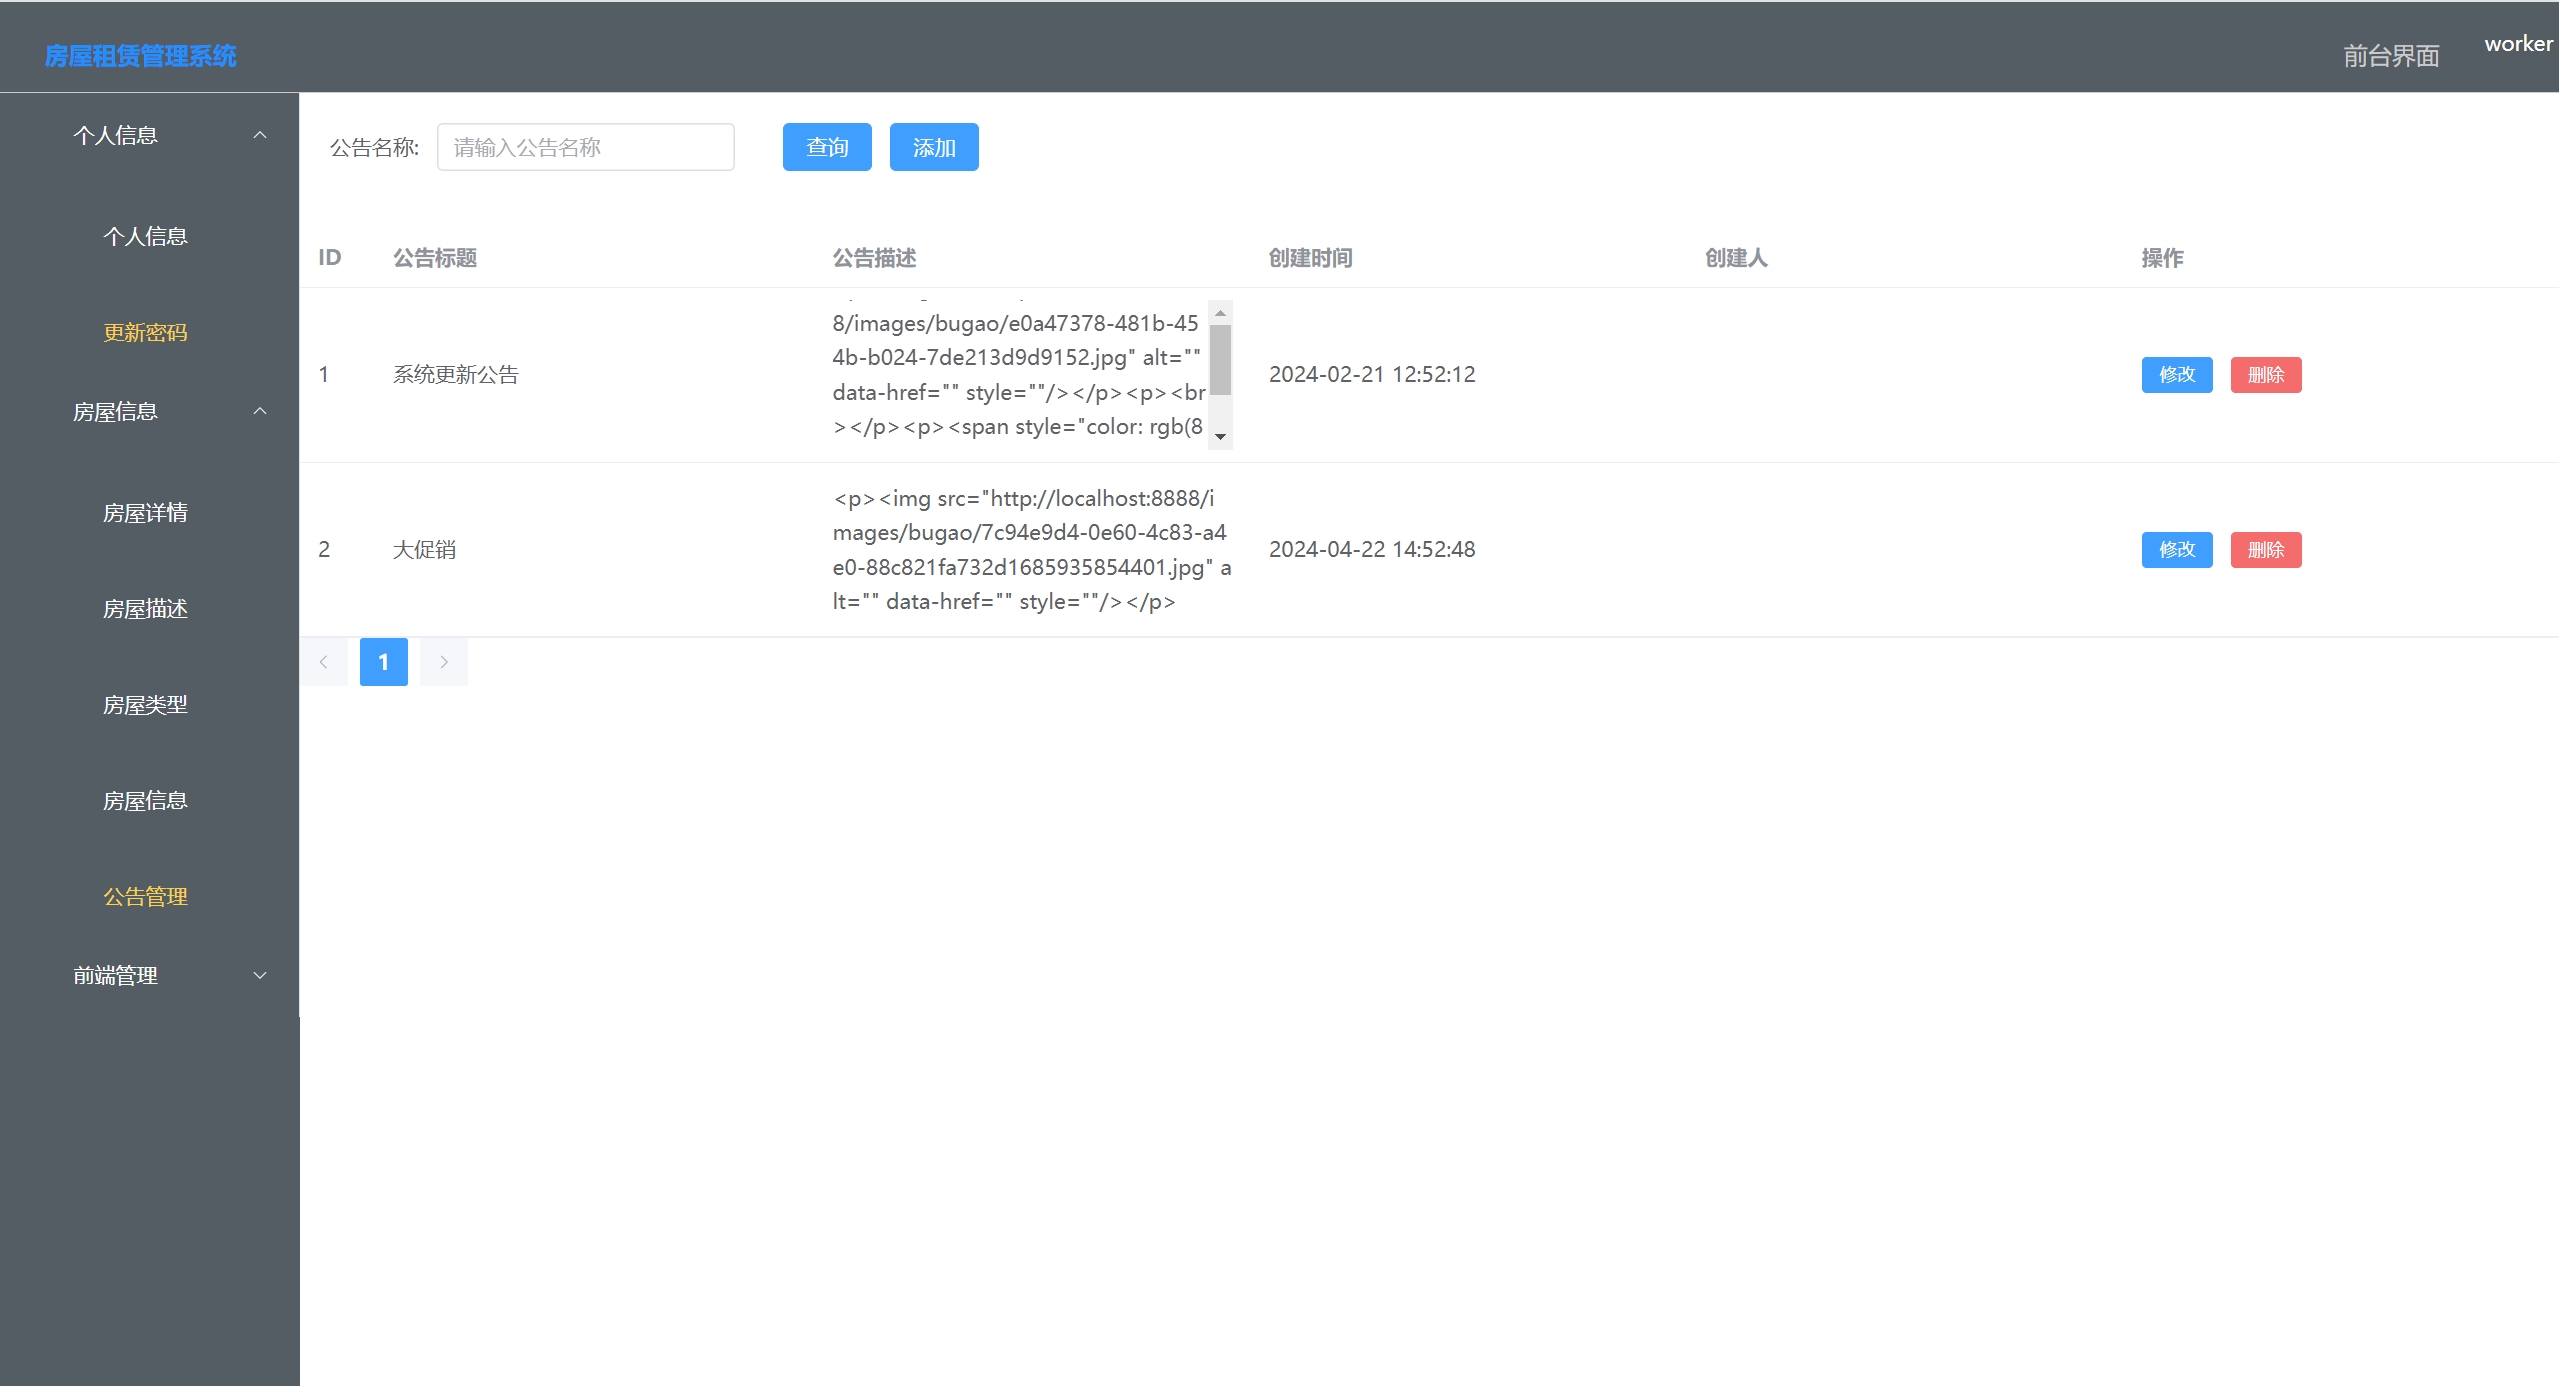 房屋租赁管理系统
前台界面
worker
个人信息
个人信息
更新密码
房屋信息
房屋详情
房屋描述
房屋类型
房屋信息
公告管理
前端管理
公告名称: 请输入公告名称 查询 添加
ID 公告标题 公告描述 创建时间 创建人 操作
1 系统更新公告
8/images/bugao/e0a47378-481b-45
4b-b024-7de213d9d9152.jpg" alt=""
data-href="" style=""/></p><p><br
></p><p><span style="color: rgb(8
2024-02-21 12:52:12 修改 删除
2 大促销
<p><img src="http://localhost:8888/i
mages/bugao/7c94e9d4-0e60-4c83-a4
e0-88c821fa732d1685935854401.jpg" a
lt="" data-href="" style=""/></p>
2024-04-22 14:52:48 修改 删除
1